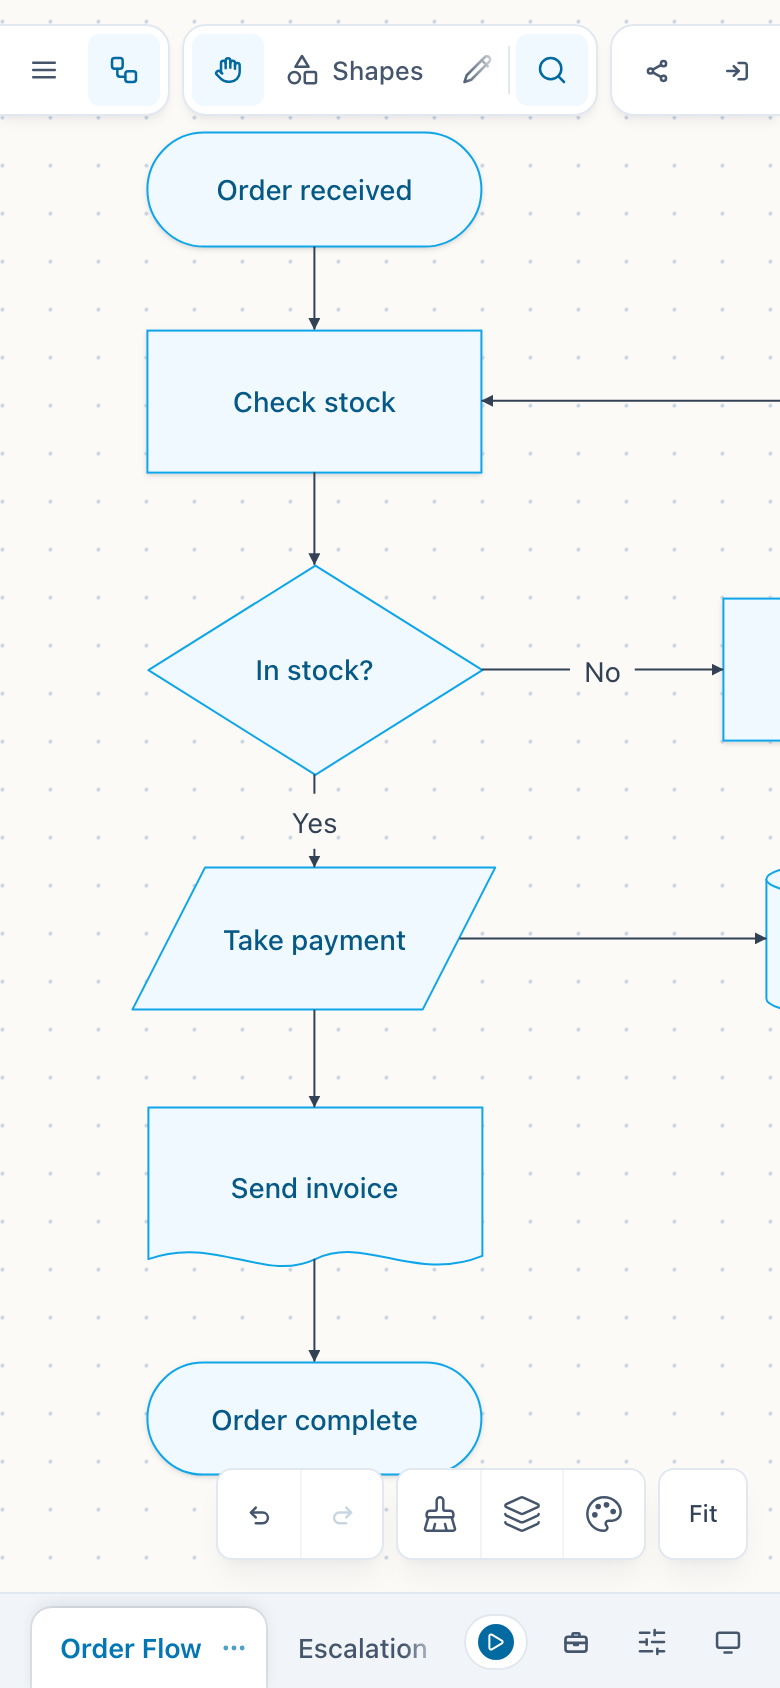 Shapes
Order received
Check stock
In stock?
No
Yes
Take payment
Send invoice
Order complete
Fit
Order Flow
Escalation